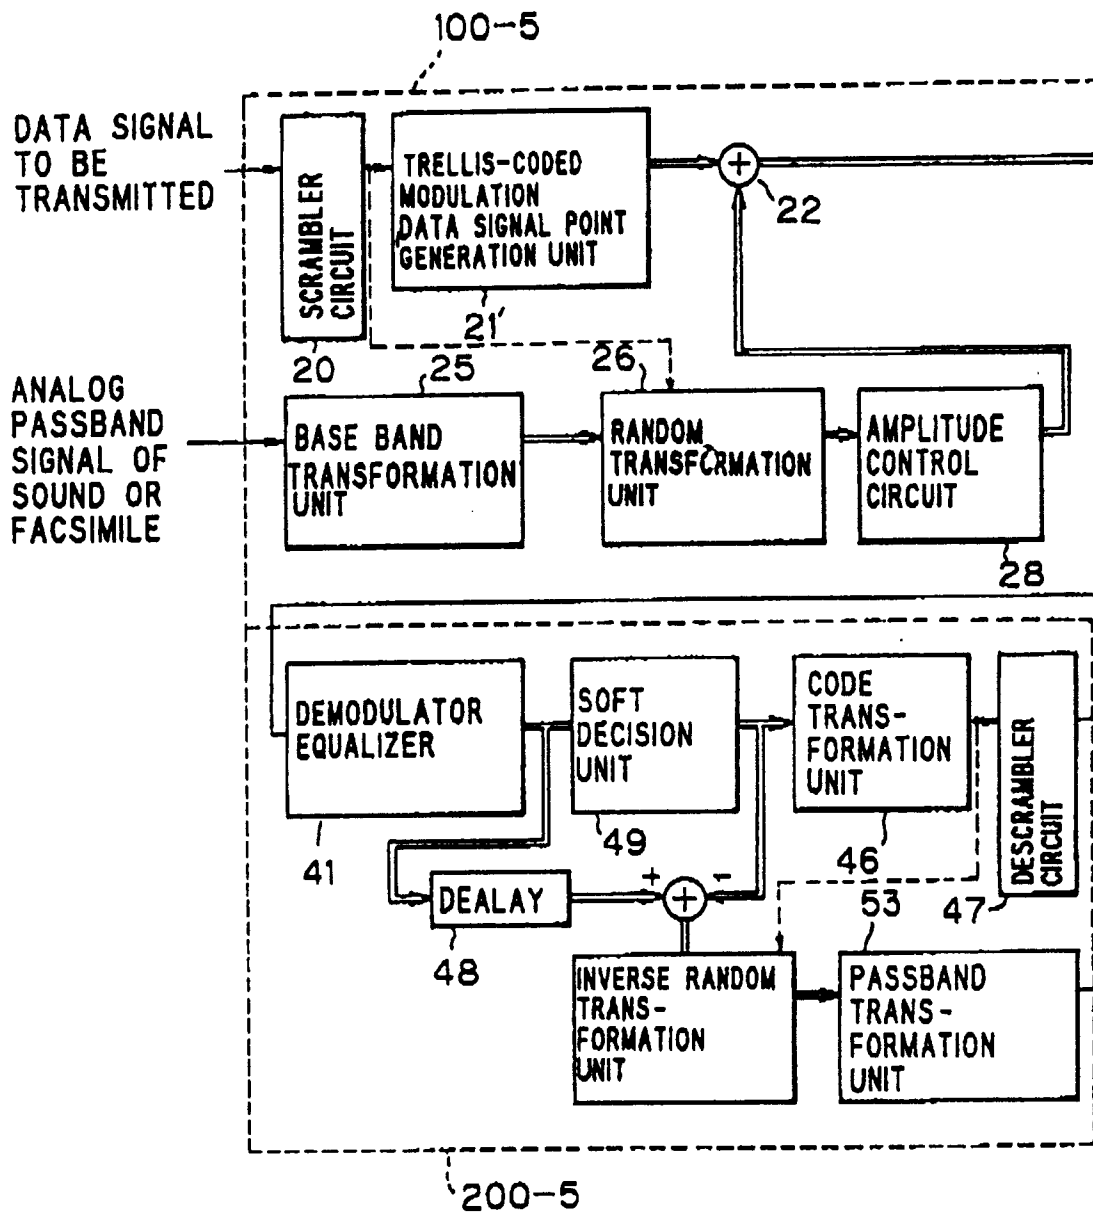 100-5
DATA SIGNAL
TO BE
TRANSMITTED
SCRAMBLER
CIRCUIT
20
TRELLIS-CODED
MODULATION
DATA SIGNAL POINT
GENERATION UNIT
21'
+
22
ANALOG
PASSBAND
SIGNAL OF
SOUND OR
FACSIMILE
25
BASE BAND
TRANSFORMATION
UNIT
26
RANDOM
TRANSFORMATION
UNIT
AMPLITUDE
CONTROL
CIRCUIT
28
DEMODULATOR
EQUALIZER
41
SOFT
DECISION
UNIT
49
CODE
TRANS-
FORMATION
UNIT
46
DESCRAMBLER
CIRCUIT
47
DEALAY
48
+
-
+
INVERSE RANDOM
TRANS-
FORMATION
UNIT
53
PASSBAND
TRANS-
FORMATION
UNIT
200-5